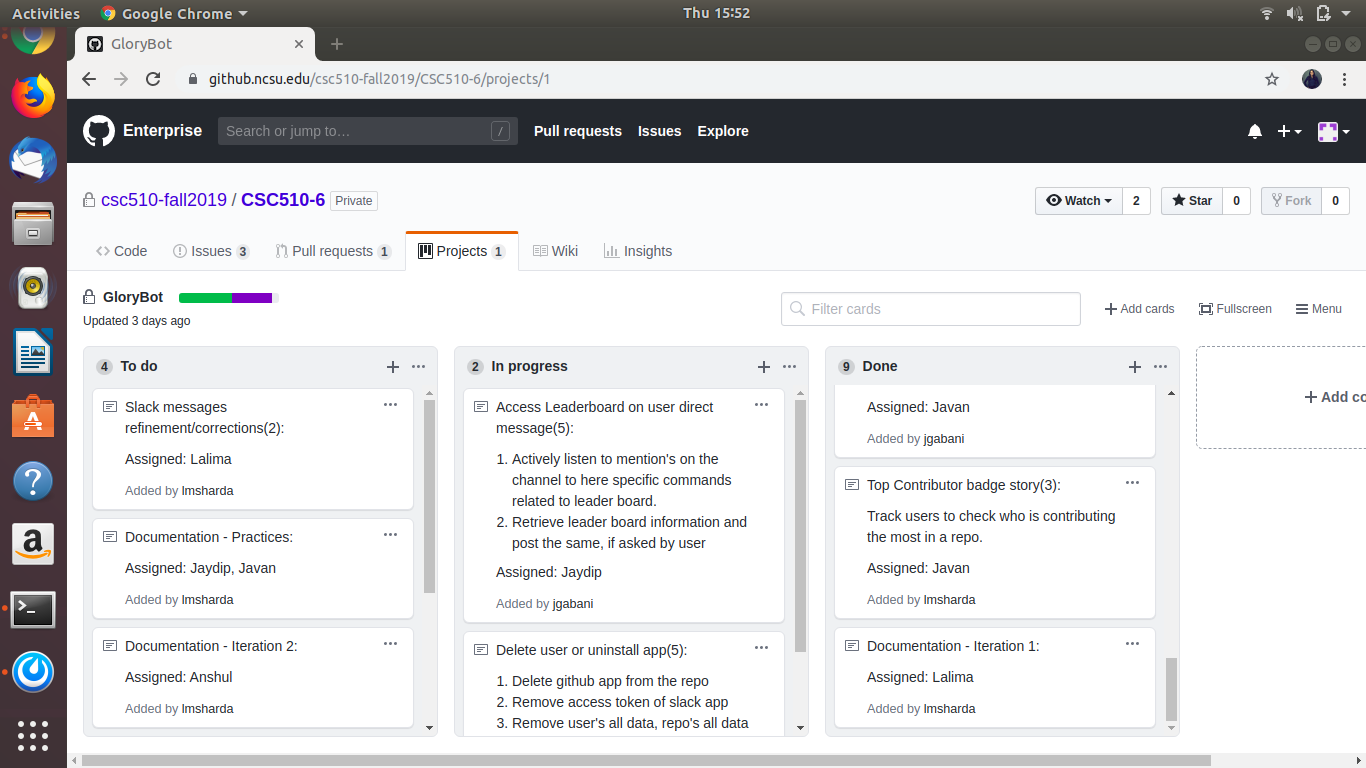 Activities Google Chrome Thu 15:52
GloryBot
github.ncsu.edu/csc510-fall2019/CSC510-6/projects/1
Enterprise Search or jump to… / Pull requests Issues Explore
csc510-fall2019 / CSC510-6 Private Watch 2 Star 0 Fork 0
Code Issues 3 Pull requests 1 Projects 1 Wiki Insights
GloryBot
Updated 3 days ago
Filter cards Add cards Fullscreen Menu
4 To do
Slack messages
refinement/corrections(2):
Assigned: Lalima
Added by lmsharda
Documentation - Practices:
Assigned: Jaydip, Javan
Added by lmsharda
Documentation - Iteration 2:
Assigned: Anshul
Added by lmsharda
2 In progress
Access Leaderboard on user direct
message(5):
1. Actively listen to mention's on the
channel to here specific commands
related to leader board.
2. Retrieve leader board information and
post the same, if asked by user
Assigned: Jaydip
Added by jgabani
Delete user or uninstall app(5):
1. Delete github app from the repo
2. Remove access token of slack app
3. Remove user's all data, repo's all data
9 Done
Assigned: Javan
Added by jgabani
Top Contributor badge story(3):
Track users to check who is contributing
the most in a repo.
Assigned: Javan
Added by lmsharda
Documentation - Iteration 1:
Assigned: Lalima
Added by lmsharda
Add co